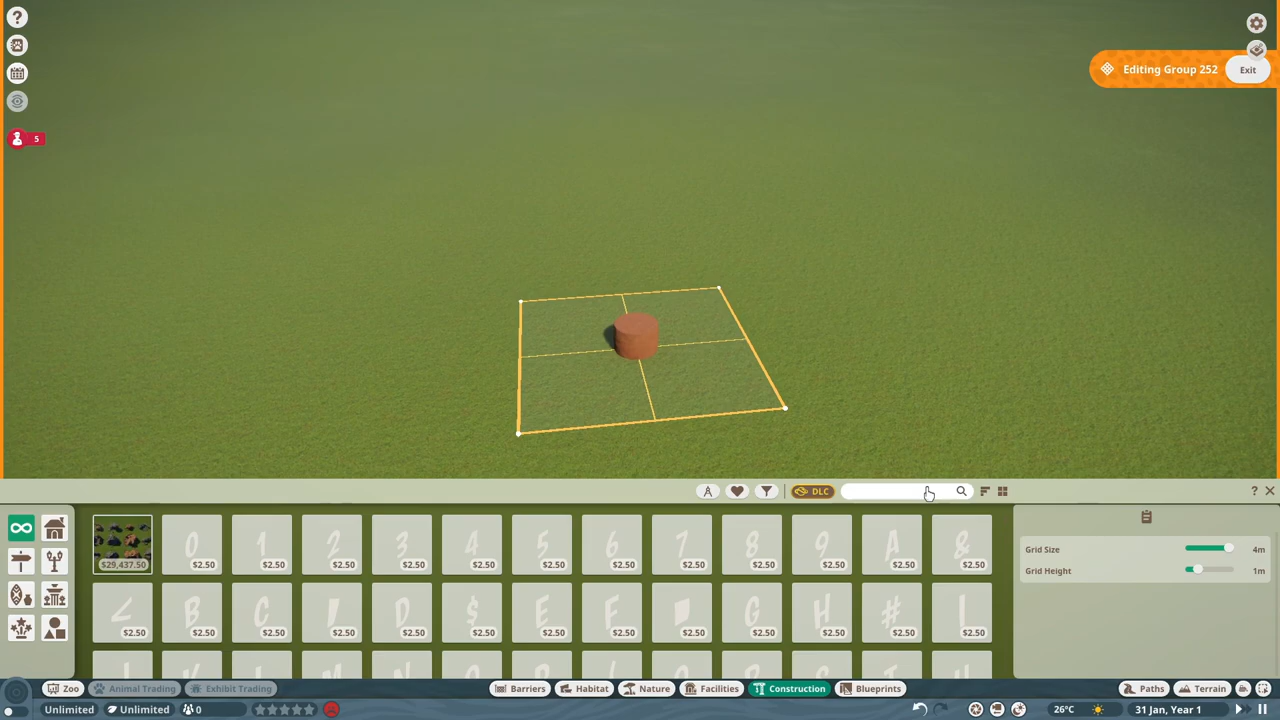 ?
Editing Group 252
Exit
5
DLC
?
$29,437.50
0 $2.50
1 $2.50
2 $2.50
3 $2.50
4 $2.50
5 $2.50
6 $2.50
7 $2.50
8 $2.50
9 $2.50
A $2.50
& $2.50
$2.50
B $2.50
C $2.50
$2.50
D $2.50
$ $2.50
E $2.50
F $2.50
$2.50
G $2.50
H $2.50
# $2.50
$2.50
Grid Size 4m
Grid Height 1m
Zoo
Animal Trading
Exhibit Trading
Barriers
Habitat
Nature
Facilities
Construction
Blueprints
Paths
Terrain
Unlimited
Unlimited
0
26°C
31 Jan, Year 1